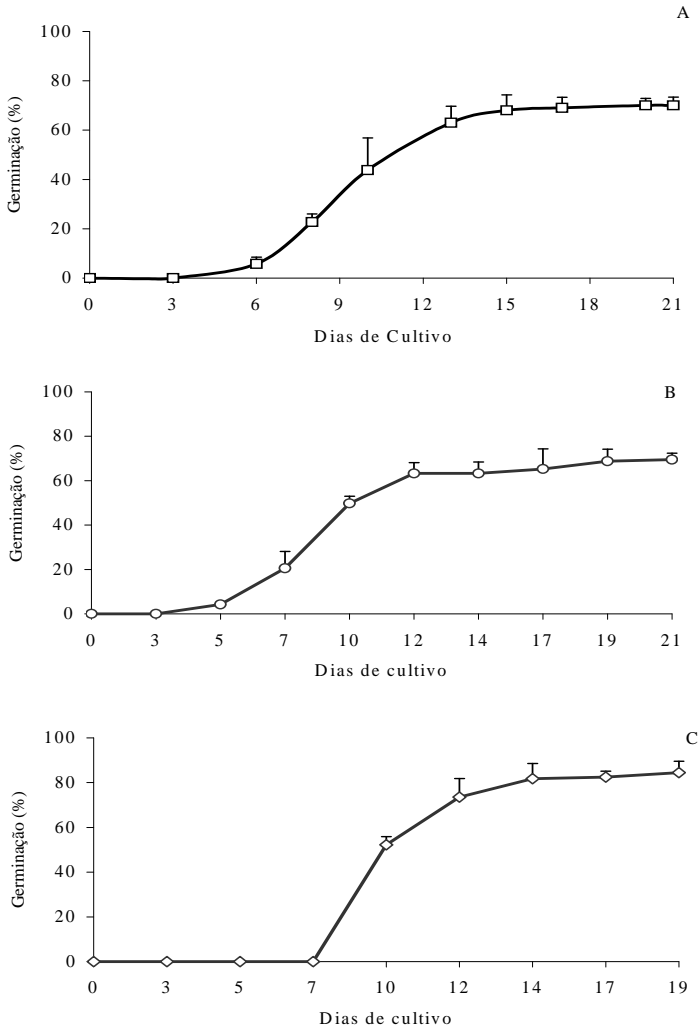 A
100
80
60
40
20
0
Germinação (%)
0 3 6 9 12 15 18 21
Dias de Cultivo
B
100
80
60
40
20
0
Germinação (%)
0 3 5 7 10 12 14 17 19 21
Dias de cultivo
C
100
80
60
40
20
0
Germinação (%)
0 3 5 7 10 12 14 17 19
Dias de cultivo